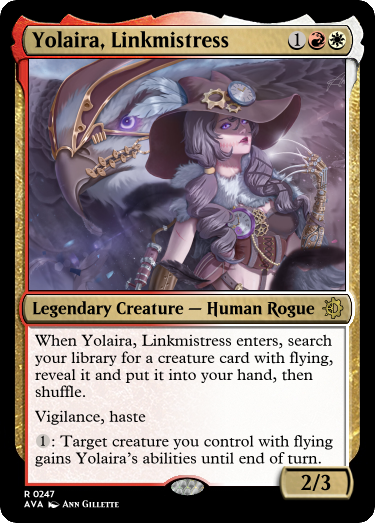 Yolaira, Linkmistress 1
Legendary Creature — Human Rogue
When Yolaira, Linkmistress enters, search
your library for a creature card with flying,
reveal it and put it into your hand, then
shuffle.
Vigilance, haste
1: Target creature you control with flying
gains Yolaira's abilities until end of turn.
2/3
R 0247
AVA Ann Gillette